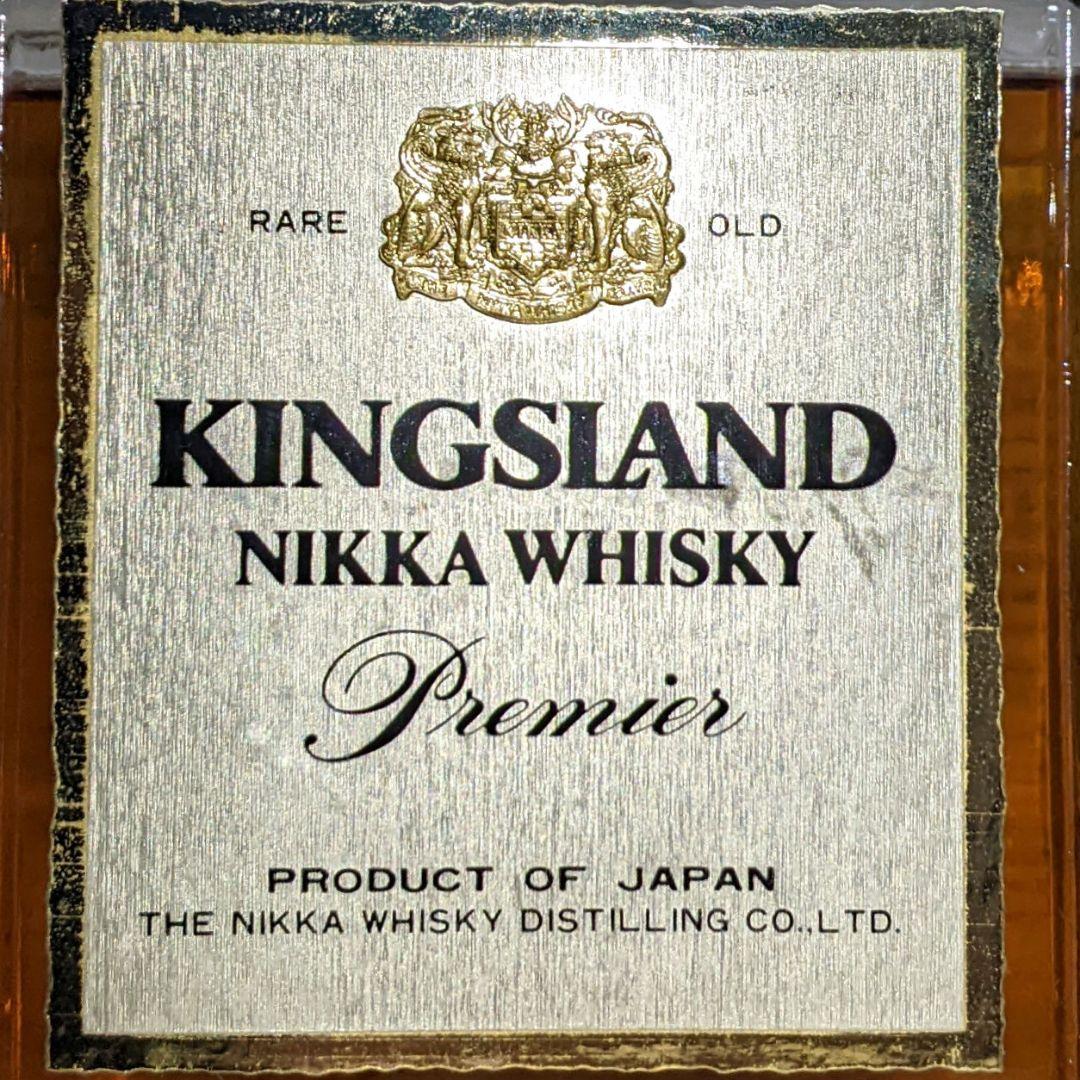 RARE OLD
KINGSLAND
NIKKA WHISKY
Premier
PRODUCT OF JAPAN
THE NIKKA WHISKY DISTILLING CO.,LTD.